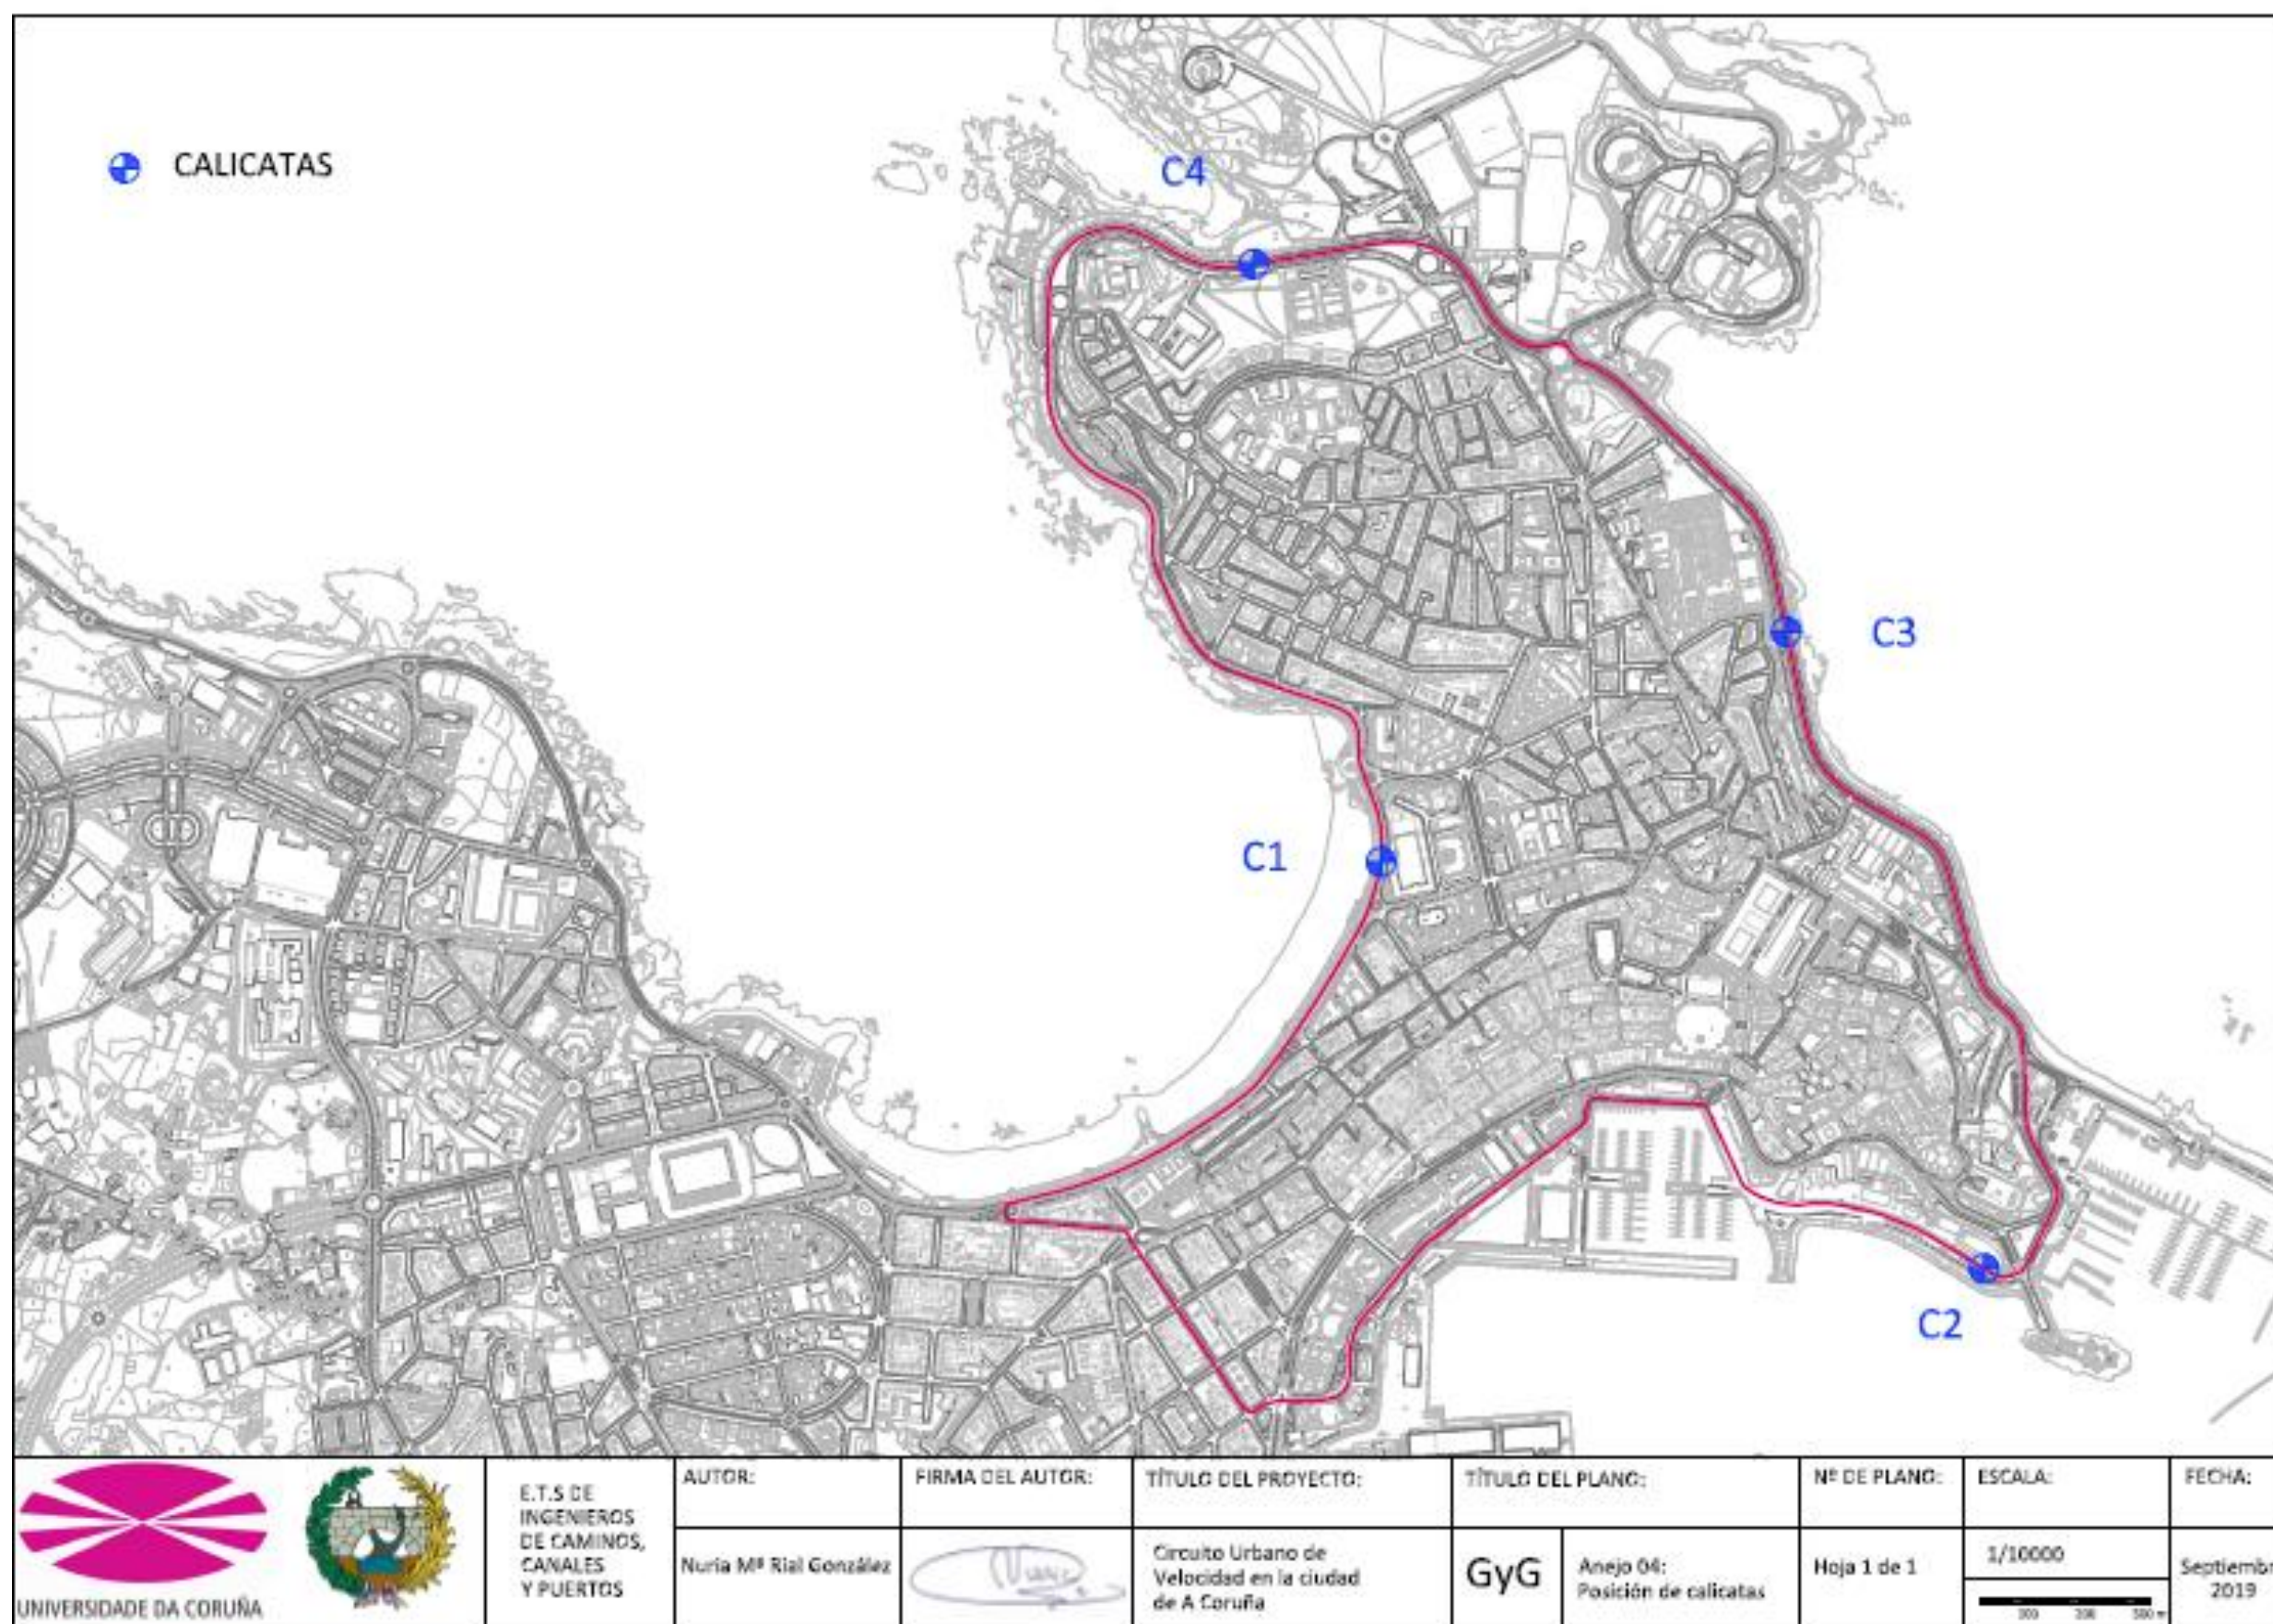 CALICATAS
C4
C3
C1
C2
UNIVERSIDADE DA CORUÑA
E.T.S DE
INGENIEROS
DE CAMINOS,
CANALES
Y PUERTOS
AUTOR:
Nuria Mª Rial González
FIRMA DEL AUTOR:
TÍTULO DEL PROYECTO:
Circuito Urbano de
Velocidad en la ciudad
de A Coruña
TÍTULO DEL PLANO:
GyG
Anejo 04:
Posición de calicatas
Nº DE PLANO:
Hoja 1 de 1
ESCALA:
1/10000
FECHA:
Septiembr
2019